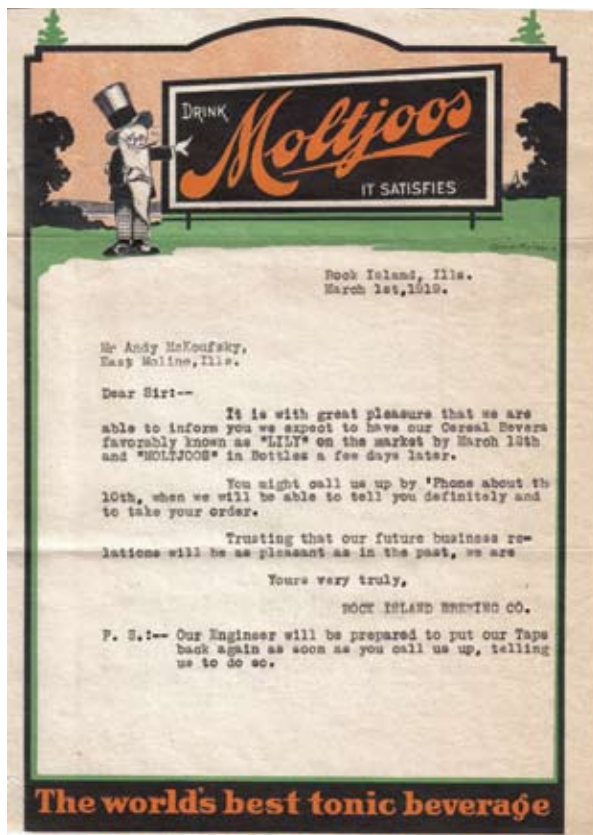 DRINK
Moltjoos
IT SATISFIES
Rock Island, Ills.
March 1st,1919.
Mr Andy McKoufsky,
East Moline,Ills.
Dear Sir:--
It is with great pleasure that we are
able to inform you we expect to have our Cereal Bevera
favorably known as "LILY" on the market by March 12th
and "MOLTJOOS" in Bottles a few days later.
You might call us up by 'Phone about th
10th, when we will be able to tell you definitely and
to take your order.
Trusting that our future business re-
lations will be as pleasant as in the past, we are
Yours very truly,
ROCK ISLAND BREWING CO.
P. S.:-- Our Engineer will be prepared to put our Taps
back again as soon as you call us up, telling
us to do so.
The world's best tonic beverage